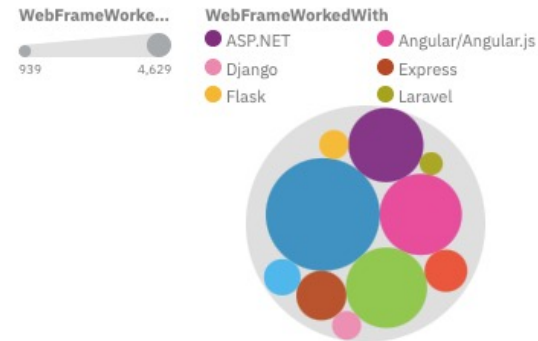 WebFrameWorke...
939
4,629
WebFrameWorkedWith
ASP.NET
Angular/Angular.js
Django
Express
Flask
Laravel